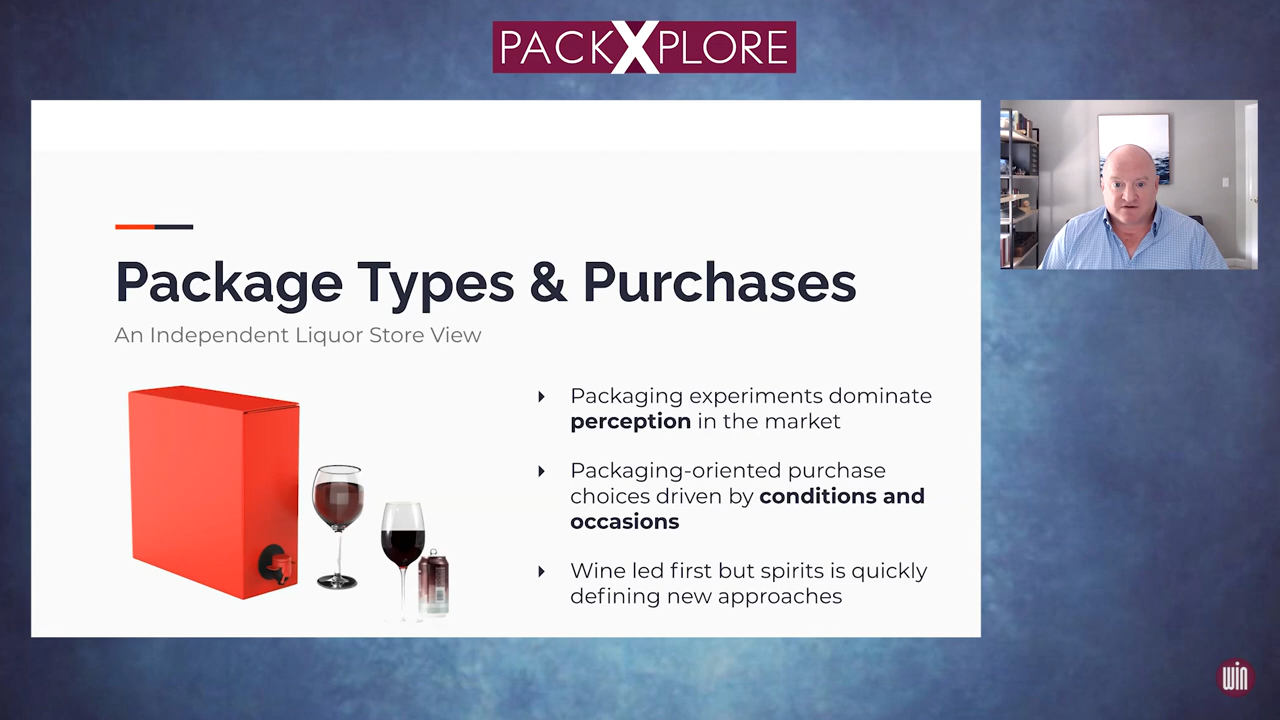 PACKXPLORE
Package Types & Purchases
An Independent Liquor Store View
Packaging experiments dominate
perception in the market
Packaging-oriented purchase
choices driven by conditions and
occasions
Wine led first but spirits is quickly
defining new approaches
win